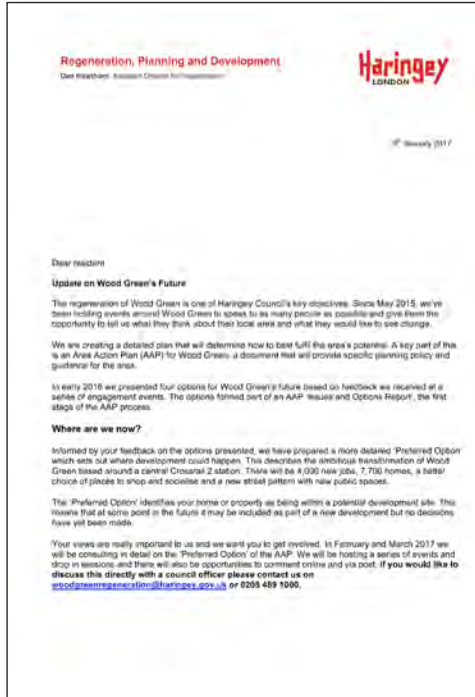 Regeneration, Planning and Development
Dan Hawthorn Assistant Director for Regeneration
Haringey
LONDON
January 2017
Dear resident
Update on Wood Green's Future
The regeneration of Wood Green is one of Haringey Council's key objectives. Since May 2015, we've
been holding events around Wood Green to speak to as many people as possible and give them the
opportunity to tell us what they think about their local area and what they would like to see change.
We are creating a detailed plan that will determine how to best fulfil the area's potential. A key part of this
is an Area Action Plan (AAP) for Wood Green, a document that will provide specific planning policy and
guidance for the area.
In early 2016 we presented four options for Wood Green's future based on feedback we received at a
series of engagement events. The options formed part of an AAP 'Issues and Options Report', the first
stage of the AAP process.
Where are we now?
Informed by your feedback on the options presented, we have prepared a more detailed 'Preferred Option'
which sets out where development could happen. This describes the ambitious transformation of Wood
Green based around a central Crossrail 2 station. There will be 4,000 new jobs, 7,700 homes, a better
choice of places to shop and socialise and a new street pattern with new public spaces.
The 'Preferred Option' identifies your home or property as being within a potential development site. This
means that at some point in the future it may be included as part of a new development but no decisions
have yet been made.
Your views are really important to us and we want you to get involved. In February and March 2017 we
will be consulting in detail on the 'Preferred Option' of the AAP. We will be hosting a series of events and
drop in sessions and there will also be opportunities to comment online and via post. If you would like to
discuss this directly with a council officer please contact us on
woodgreenregeneration@haringey.gov.uk or 0208 489 1000.